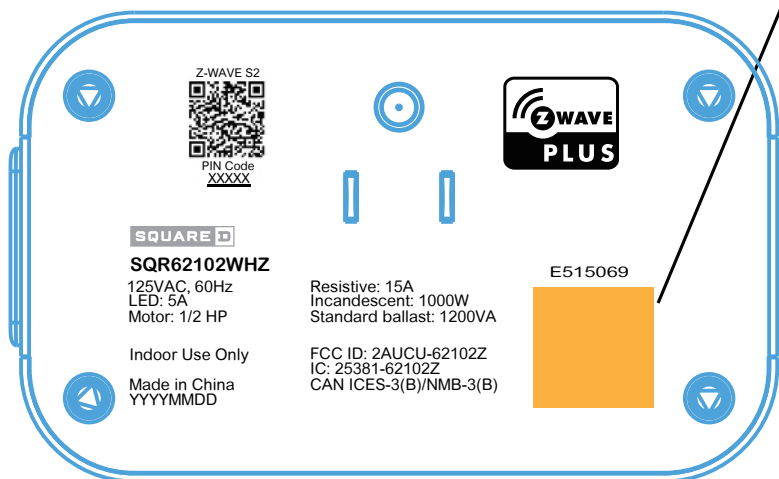 Z-WAVE S2
PIN Code
XXXXX
Z WAVE
PLUS
SQUARE D
SQR62102WHZ
125VAC, 60Hz
LED: 5A
Motor: 1/2 HP
Indoor Use Only
Made in China
YYYYMMDD
Resistive: 15A
Incandescent: 1000W
Standard ballast: 1200VA
FCC ID: 2AUCU-62102Z
IC: 25381-62102Z
CAN ICES-3(B)/NMB-3(B)
E515069